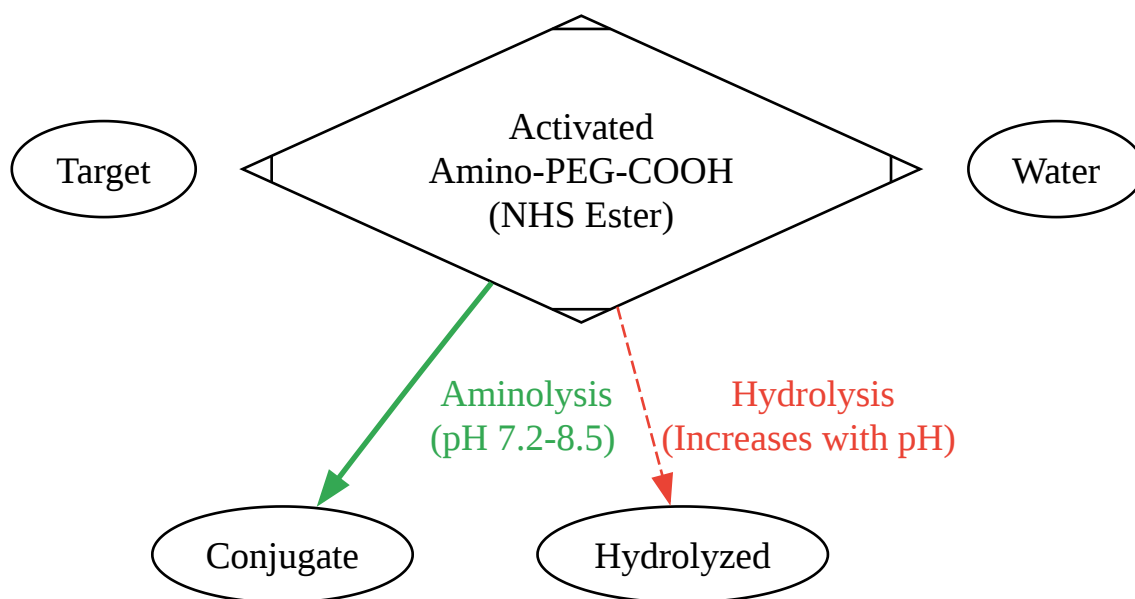 Activated
Amino-PEG-COOH
(NHS Ester)
Target
Water
Aminolysis
(pH 7.2-8.5)
Hydrolysis
(Increases with pH)
Conjugate
Hydrolyzed